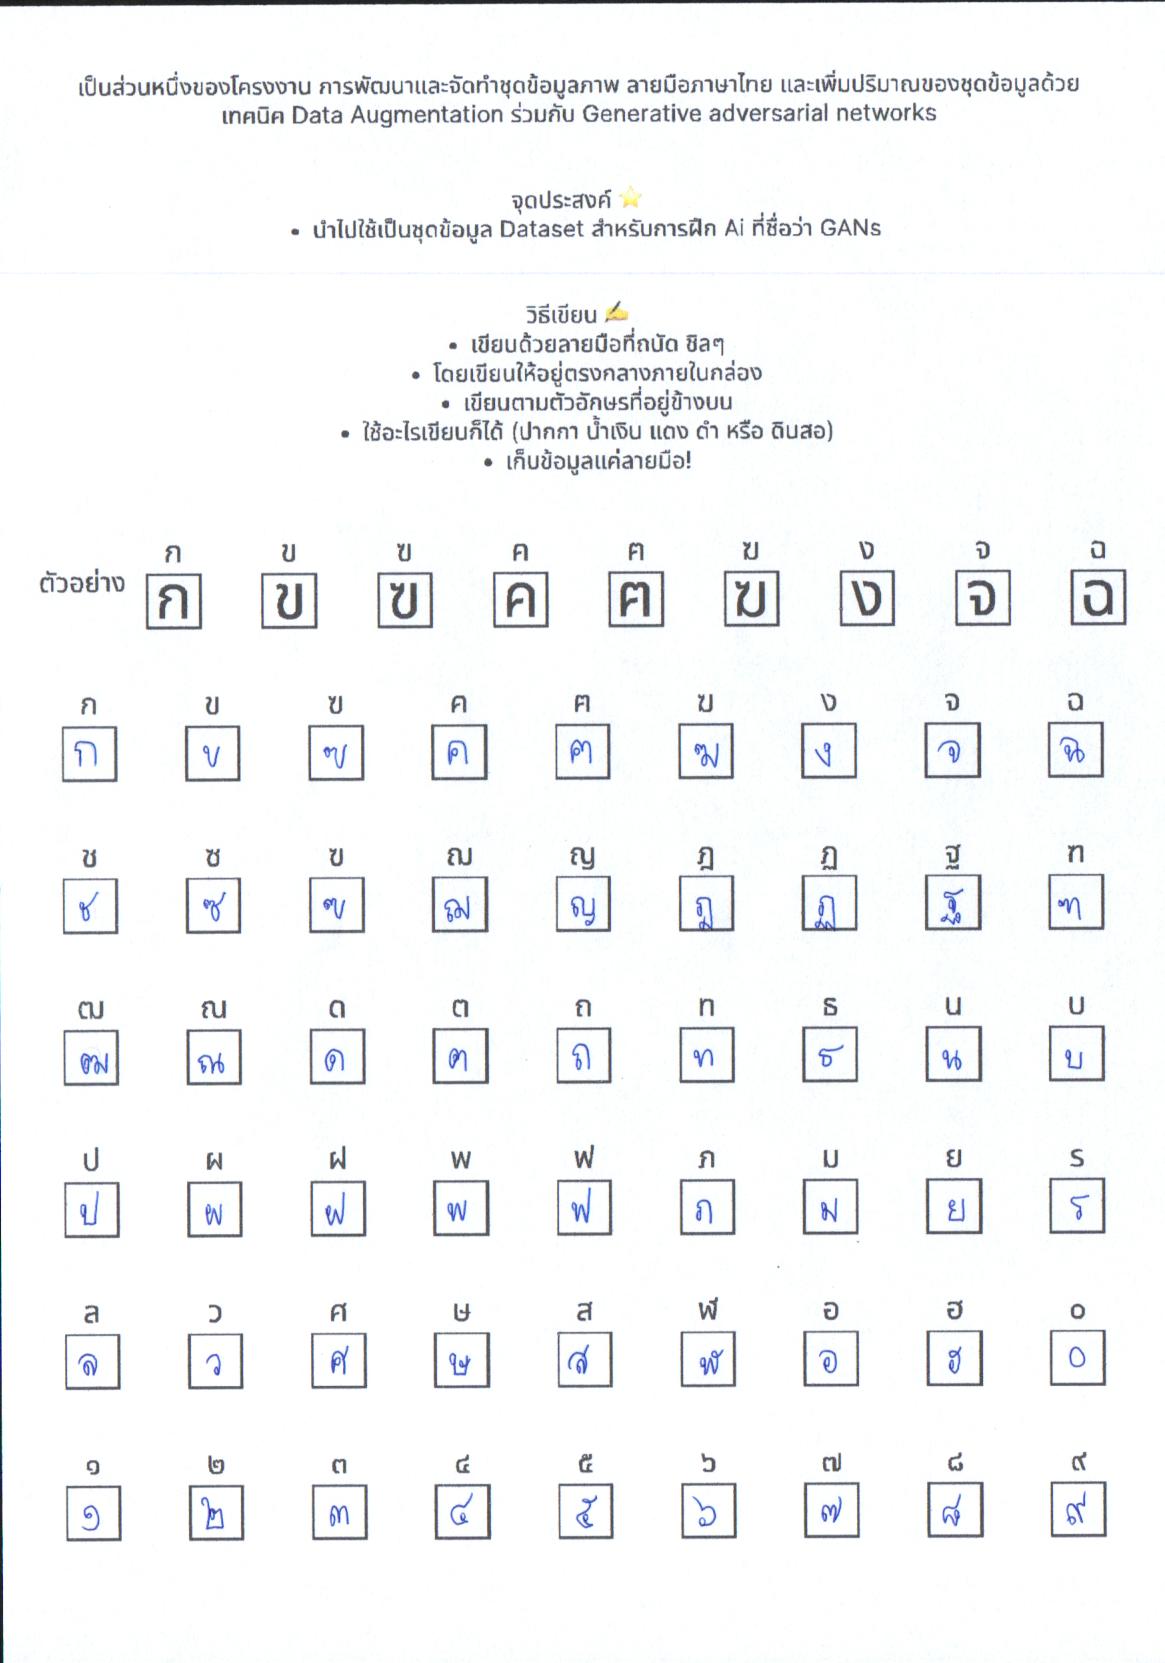 เป็นส่วนหนึ่งของโครงงาน การพัฒนาและจัดทำชุดข้อมูลภาพ ลายมือภาษาไทย และเพิ่มปริมาณของชุดข้อมูลด้วย
เทคนิค Data Augmentation ร่วมกับ Generative adversarial networks
จุดประสงค์ ⭐
• นำไปใช้เป็นชุดข้อมูล Dataset สำหรับการฝึก Ai ที่ชื่อว่า GANs
วิธีเขียน ✍️
• เขียนด้วยลายมือที่ถนัด ชิลๆ
• โดยเขียนให้อยู่ตรงกลางภายในกล่อง
• เขียนตามตัวอักษรที่อยู่ข้างบน
• ใช้อะไรเขียนก็ได้ (ปากกา น้ำเงิน แดง ดำ หรือ ดินสอ)
• เก็บข้อมูลแค่ลายมือ!
ก ข ฃ ค ฅ ฆ ง จ ฉ
ตัวอย่าง ก ข ฃ ค ฅ ฆ ง จ ฉ
ก ข ฃ ค ฅ ฆ ง จ ฉ
ก ข ฃ ค ฅ ฆ ง จ ฉ
ช ซ ฃ ฌ ญ ฎ ฏ ฐ ฑ
ช ซ ฃ ฌ ญ ฎ ฏ ฐ ฑ
ฒ ณ ด ต ถ ท ธ น บ
ฒ ณ ด ต ถ ท ธ น บ
ป ผ ฝ พ ฟ ภ ม ย ร
ป ผ ฝ พ ฟ ภ ม ย ร
ล ว ศ ษ ส ฬ อ ฮ ๐
ล ว ศ ษ ส ฬ อ ฮ ๐
๑ ๒ ๓ ๔ ๕ ๖ ๗ ๘ ๙
๑ ๒ ๓ ๔ ๕ ๖ ๗ ๘ ๙